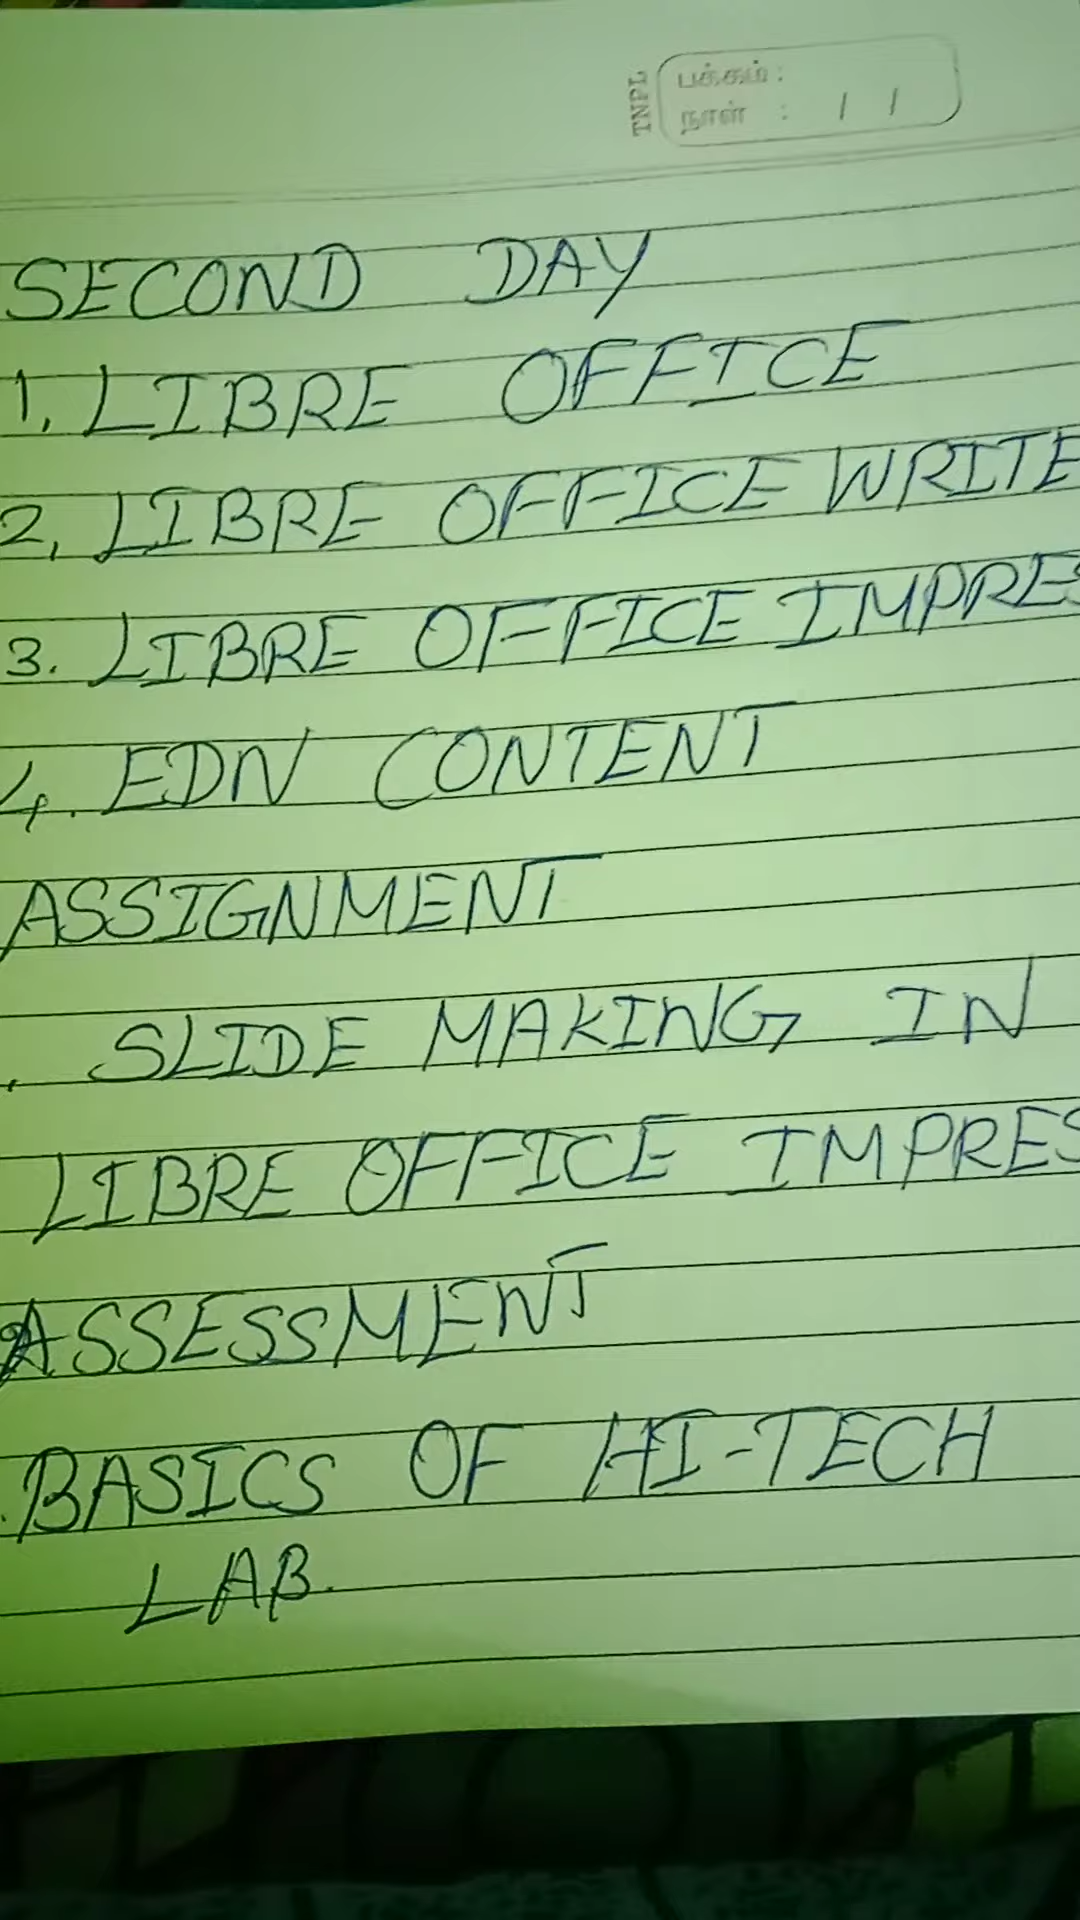 TNPL
பக்கம் :
நாள் : / /
SECOND DAY
1. LIBRE OFFICE
2. LIBRE OFFICE WRITE
3. LIBRE OFFICE IMPRES
4. EDN CONTENT
ASSIGNMENT
. SLIDE MAKING IN
LIBRE OFFICE IMPRES
ASSESSMENT
. BASICS OF HI-TECH
LAB.